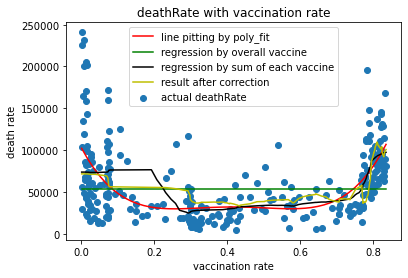 deathRate with vaccination rate
250000
200000
150000
100000
50000
0
death rate
line pitting by poly_fit
regression by overall vaccine
regression by sum of each vaccine
result after correction
actual deathRate
0.0 0.2 0.4 0.6 0.8
vaccination rate